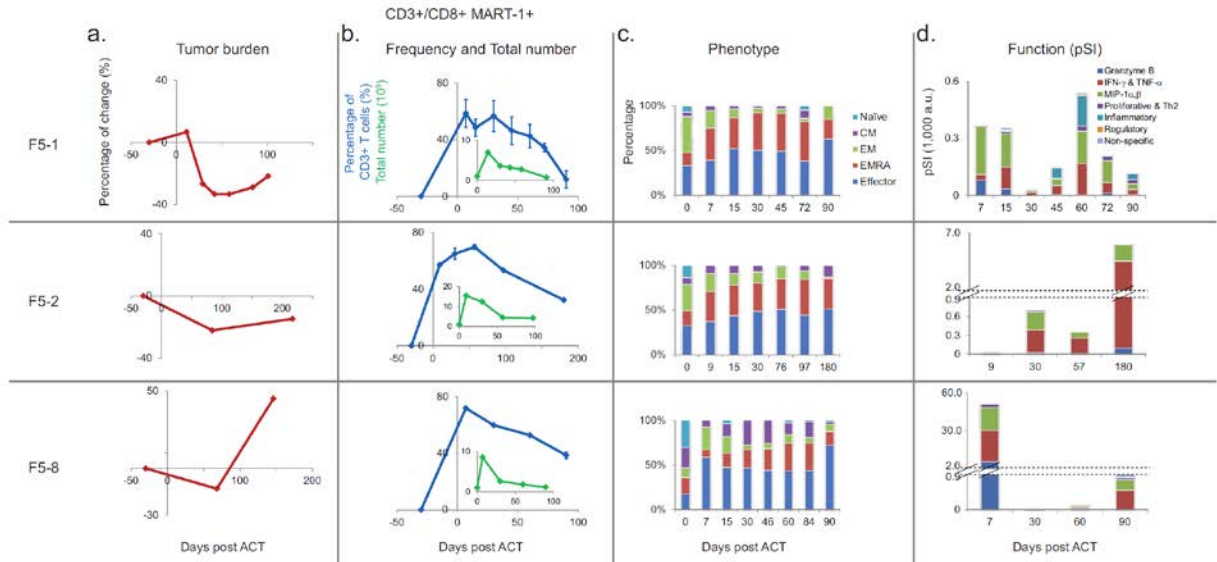 CD3+/CD8+ MART-1+
a. b. c. d.
Tumor burden
Frequency and Total number
Phenotype
Function (pSI)
F5-1
Percentage of change (%)
40
0
-40
-50 0 50 100
Percentage of
CD3+ T cells (%)
Total number (10⁹)
80
40
0
-50 0 50 100
10
0
0 50 100
Percentage
100%
50%
0%
0 7 15 30 45 72 90
Naïve
CM
EM
EMRA
Effector
pSI (1,000 a.u.)
0.6
0.3
0
7 15 30 45 60 72 90
Granzyme B
IFN-γ & TNF-α
MIP-1α,β
Proliferative & Th2
Inflammatory
Regulatory
Non-specific
F5-2
40
0
-40
-50 0 100 200
80
40
0
-50 0 50 100 200
20
10
0
0 50 100
100%
50%
0%
0 9 15 30 76 97 180
7.0
2.0
0.9
0.6
0.3
0
9 30 57 180
F5-8
50
-30
0 100 200
80
40
0
-50 0 50 100
10
0
0 50 100
100%
50%
0%
0 7 15 30 46 60 84 90
60.0
30.0
2.0
0.0
7 30 60 90
Days post ACT
Days post ACT
Days post ACT
Days post ACT